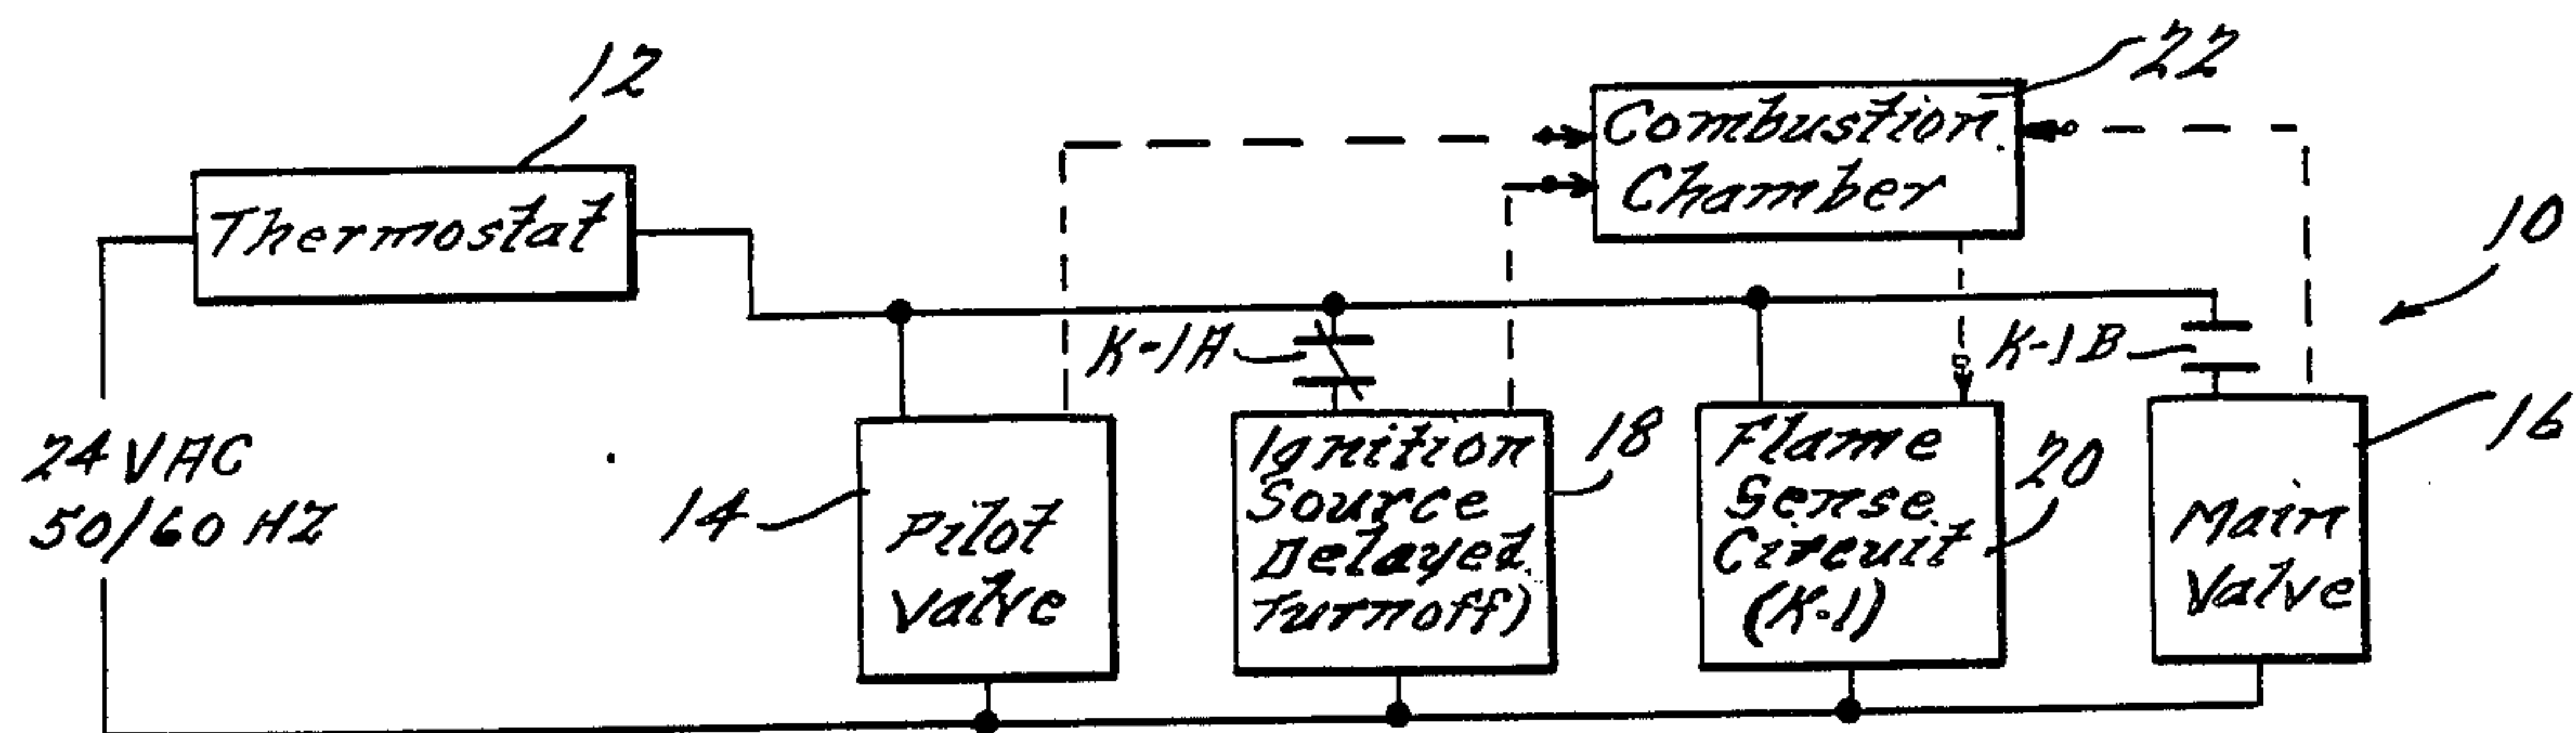 12
22
Combustion
Chamber
Thermostat
10
K-1A
K-1B
24 VAC
50/60 HZ
14
Pilot
Valve
Ignition
Source
Delayed
Turnoff)
18
Flame
Sense
Circuit
(K-1)
20
Main
Valve
16